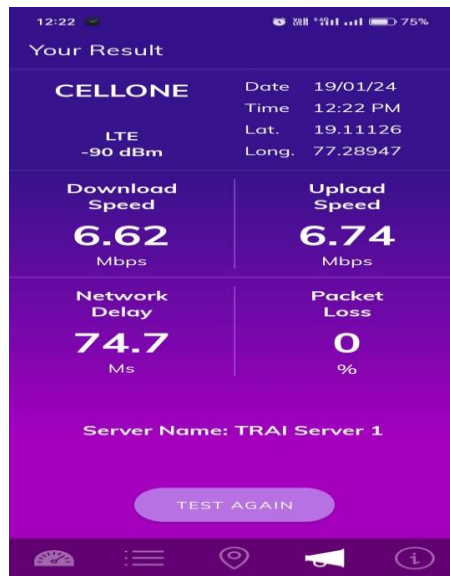 12:22 75%
Your Result
CELLONE
LTE
-90 dBm
Date 19/01/24
Time 12:22 PM
Lat. 19.11126
Long. 77.28947
Download
Speed
6.62
Mbps
Upload
Speed
6.74
Mbps
Network
Delay
74.7
Ms
Packet
Loss
0
%
Server Name: TRAI Server 1
TEST AGAIN